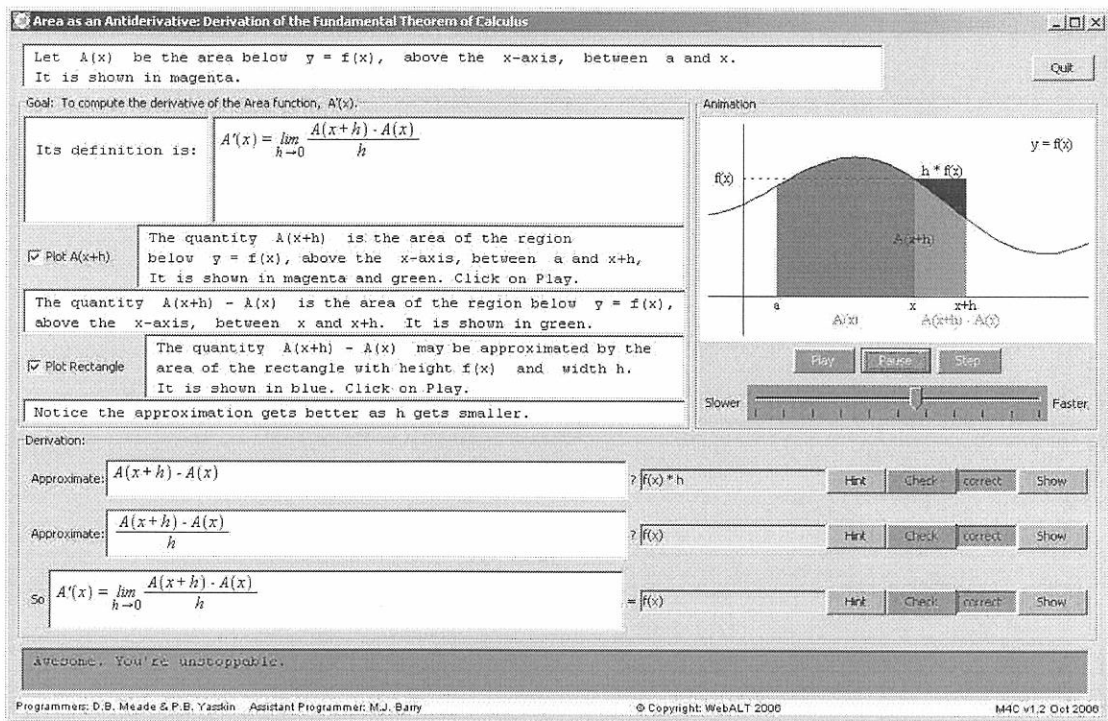 Area as an Antiderivative: Derivation of the Fundamental Theorem of Calculus
Let A(x) be the area below y = f(x), above the x-axis, between a and x.
It is shown in magenta.
Quit
Goal: To compute the derivative of the Area function, A'(x).
Its definition is:
A'(x) = lim h→0 A(x+h) - A(x) / h
Plot A(x+h)
The quantity A(x+h) is the area of the region
below y = f(x), above the x-axis, between a and x+h,
It is shown in magenta and green. Click on Play.
The quantity A(x+h) - A(x) is the area of the region below y = f(x),
above the x-axis, between x and x+h. It is shown in green.
Plot Rectangle
The quantity A(x+h) - A(x) may be approximated by the
area of the rectangle with height f(x) and width h.
It is shown in blue. Click on Play.
Notice the approximation gets better as h gets smaller.
Animation
y = f(x)
f(x)
h * f(x)
A(x+h)
a x x+h
A(x) A(x+h) - A(x)
Play Pause Step
Slower Faster
Derivation:
Approximate: A(x+h) - A(x) ? f(x) * h Hint Check correct Show
Approximate: A(x+h) - A(x) / h ? f(x) Hint Check correct Show
So A'(x) = lim h→0 A(x+h) - A(x) / h = f(x) Hint Check correct Show
Awesome. You're unstoppable.
Programmers: D.B. Meade & P.B. Yasskin Assistant Programmer: M.J. Barry © Copyright: WebALT 2006 M4C v1.2 Oct 2006